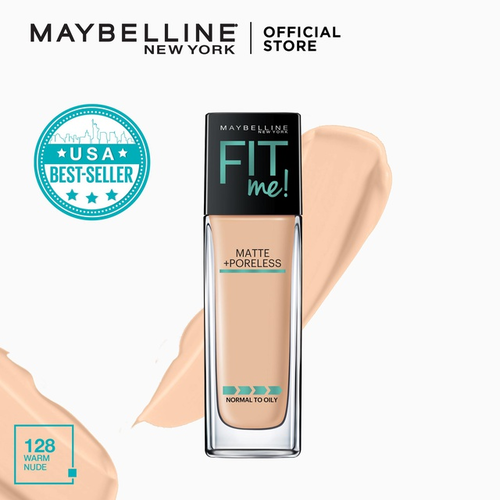 MAYBELLINE
NEW YORK
OFFICIAL
STORE
USA
BEST-SELLER
MAYBELLINE
NEW YORK
FIT
me!
MATTE
+PORELESS
NORMAL TO OILY
128
WARM
NUDE